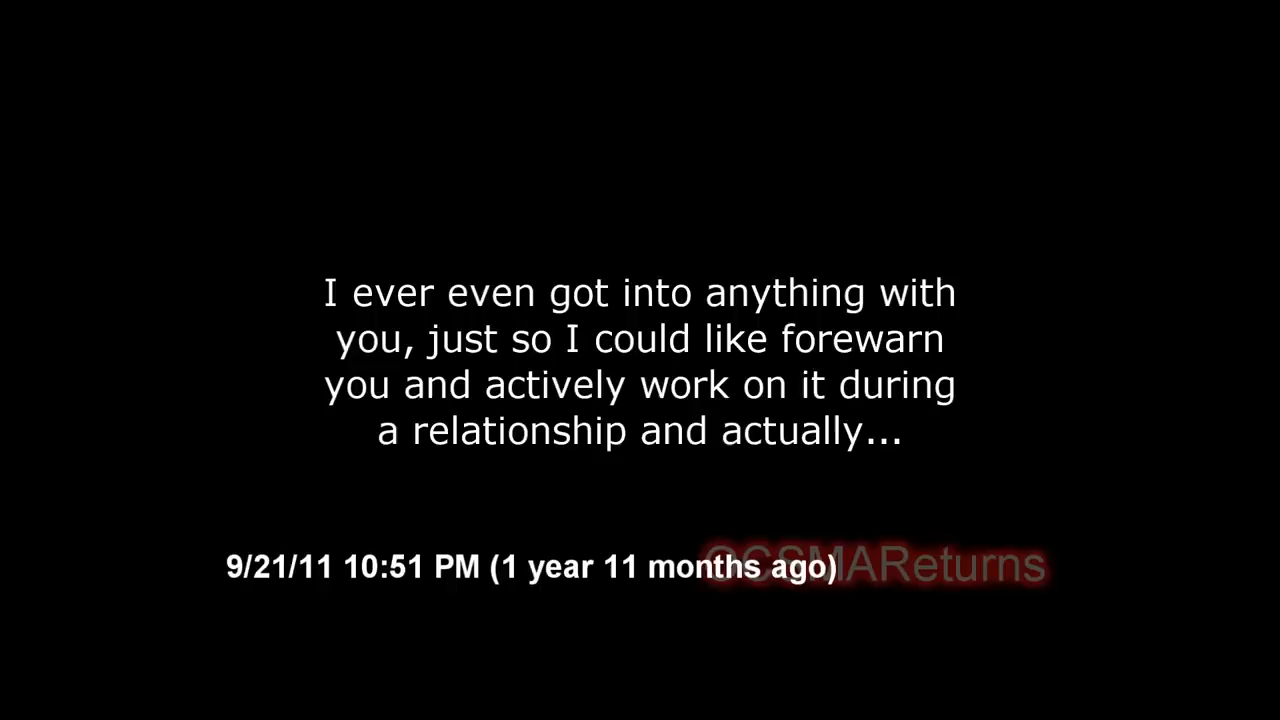 I ever even got into anything with
you, just so I could like forewarn
you and actively work on it during
a relationship and actually...
9/21/11 10:51 PM (1 year 11 months ago)
@CSMAReturns